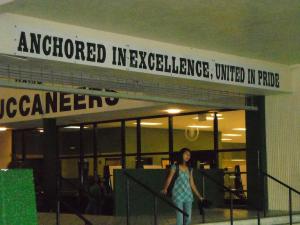 ANCHORED IN EXCELLENCE, UNITED IN PRIDE
UCCANEERS